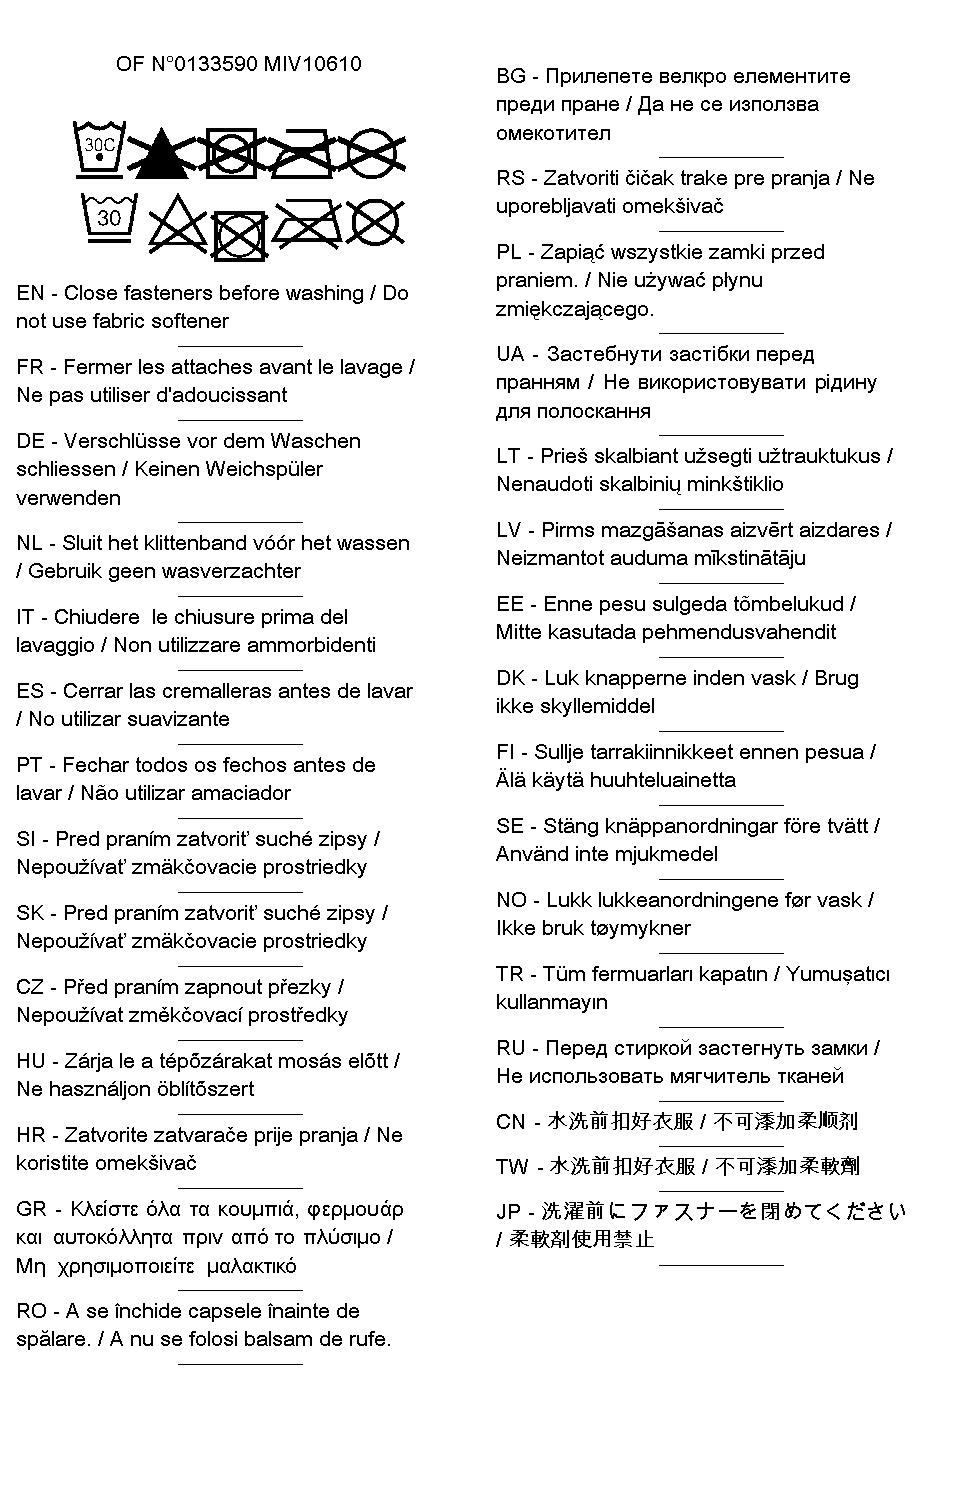 OF N°0133590 MIV10610
30C
30
EN - Close fasteners before washing / Do
not use fabric softener
FR - Fermer les attaches avant le lavage /
Ne pas utiliser d'adoucissant
DE - Verschlüsse vor dem Waschen
schliessen / Keinen Weichspüler
verwenden
NL - Sluit het klittenband vóór het wassen
/ Gebruik geen wasverzachter
IT - Chiudere le chiusure prima del
lavaggio / Non utilizzare ammorbidenti
ES - Cerrar las cremalleras antes de lavar
/ No utilizar suavizante
PT - Fechar todos os fechos antes de
lavar / Não utilizar amaciador
SI - Pred praním zatvoriť suché zipsy /
Nepoužívať zmäkčovacie prostriedky
SK - Pred praním zatvoriť suché zipsy /
Nepoužívať zmäkčovacie prostriedky
CZ - Před praním zapnout přezky /
Nepoužívat změkčovací prostředky
HU - Zárja le a tépőzárakat mosás előtt /
Ne használjon öblítőszert
HR - Zatvorite zatvarače prije pranja / Ne
koristite omekšivač
GR - Κλείστε όλα τα κουμπιά, φερμουάρ
και αυτοκόλλητα πριν από το πλύσιμο /
Μη χρησιμοποιείτε μαλακτικό
RO - A se închide capsele înainte de
spălare. / A nu se folosi balsam de rufe.
BG - Прилепете велкро елементите
преди пране / Да не се използва
омекотител
RS - Zatvoriti čičak trake pre pranja / Ne
uporebljavati omekšivač
PL - Zapiąć wszystkie zamki przed
praniem. / Nie używać płynu
zmiękczającego.
UA - Застебнути застібки перед
пранням / Не використовувати рідину
для полоскання
LT - Prieš skalbiant užsegti užtrauktukus /
Nenaudoti skalbinių minkštiklio
LV - Pirms mazgāšanas aizvērt aizdares /
Neizmantot auduma mīkstinātāju
EE - Enne pesu sulgeda tõmbelukud /
Mitte kasutada pehmendusvahendit
DK - Luk knapperne inden vask / Brug
ikke skyllemiddel
FI - Sullje tarrakiinnikkeet ennen pesua /
Älä käytä huuhteluainetta
SE - Stäng knäppanordningar före tvätt /
Använd inte mjukmedel
NO - Lukk lukkeanordningene før vask /
Ikke bruk tøymykner
TR - Tüm fermuarları kapatın / Yumuşatıcı
kullanmayın
RU - Перед стиркой застегнуть замки /
Не использовать мягчитель тканей
CN - 水洗前扣好衣服 / 不可漆加柔顺剂
TW - 水洗前扣好衣服 / 不可漆加柔軟劑
JP - 洗濯前にファスナーを閉めてください
/ 柔軟剤使用禁止